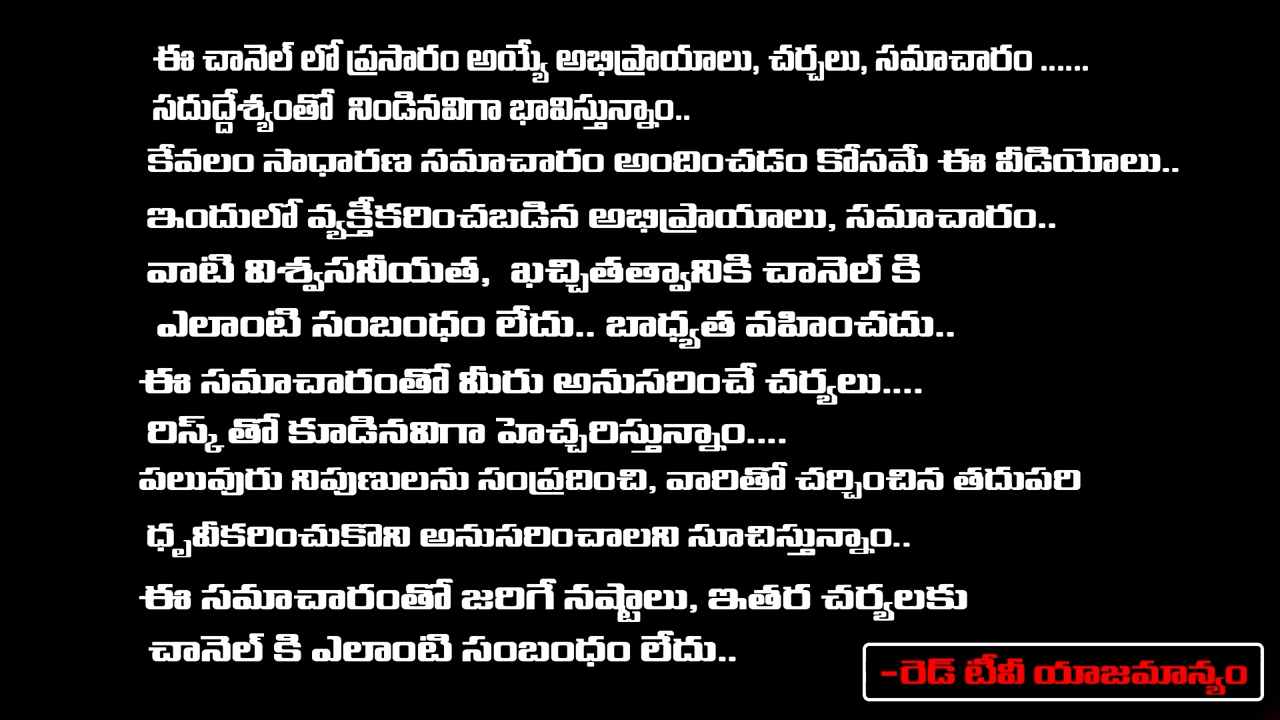 ఈ చానెల్ లో ప్రసారం అయ్యే అభిప్రాయాలు, చర్చలు, సమాచారం ......
సదుద్దేశ్యంతో నిండినవిగా భావిస్తున్నాం..
కేవలం సాధారణ సమాచారం అందించడం కోసమే ఈ వీడియోలు..
ఇందులో వ్యక్తీకరించబడిన అభిప్రాయాలు, సమాచారం..
వాటి విశ్వసనీయత, ఖచ్చితత్వానికి చానెల్ కి
ఎలాంటి సంబంధం లేదు.. బాధ్యత వహించదు..
ఈ సమాచారంతో మీరు అనుసరించే చర్యలు....
రిస్క్ తో కూడినవిగా హెచ్చరిస్తున్నాం....
పలువురు నిపుణులను సంప్రదించి, వారితో చర్చించిన తదుపరి
ధృవీకరించుకొని అనుసరించాలని సూచిస్తున్నాం..
ఈ సమాచారంతో జరిగే నష్టాలు, ఇతర చర్యలకు
చానెల్ కి ఎలాంటి సంబంధం లేదు..
-రెడ్ టీవీ యాజమాన్యం